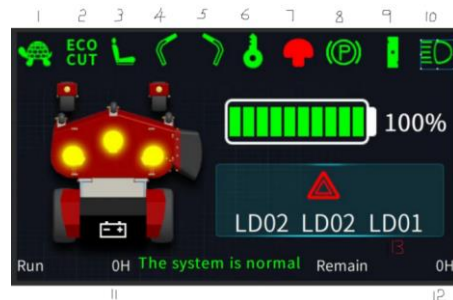 1 2 3 4 5 6 7 8 9 10
ECO
CUT
(P)
100%
LD02 LD02 LD01
13
The system is normal
Run 0H Remain 0H
11 12